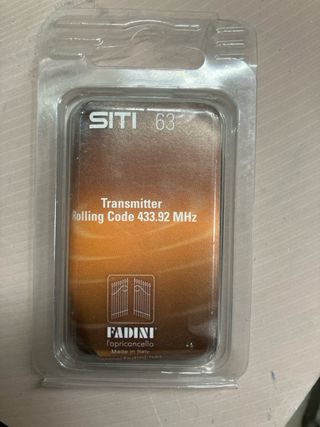 SITI 63
Transmitter
Rolling Code 433.92 MHz
FADINI
l'apricancello
Made in Italy